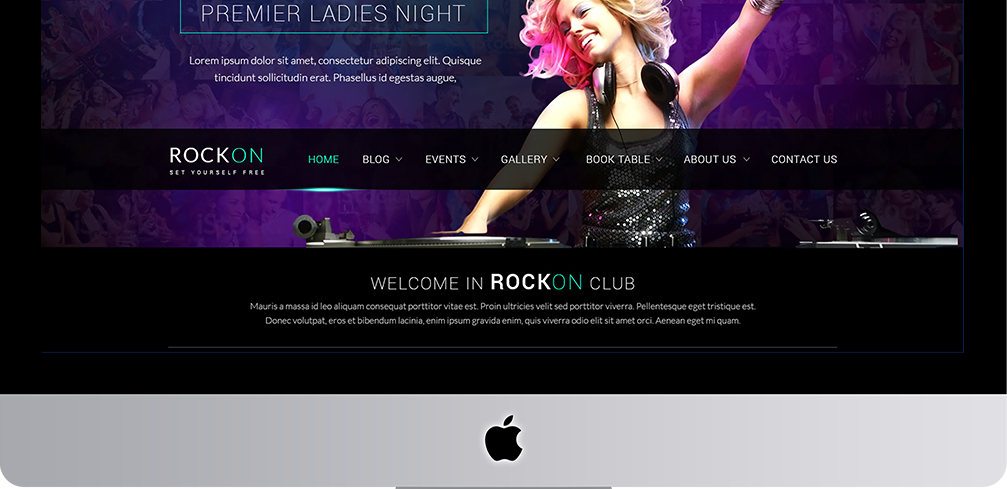 PREMIER LADIES NIGHT
Lorem ipsum dolor sit amet, consectetur adipiscing elit. Quisque
tincidunt sollicitudin erat. Phasellus id egestas augue,
ROCKON
SET YOURSELF FREE
HOME BLOG EVENTS GALLERY BOOK TABLE ABOUT US CONTACT US
WELCOME IN ROCKON CLUB
Mauris a massa id leo aliquam consequat porttitor vitae est. Proin ultricies velit sed porttitor viverra. Pellentesque eget tristique est.
Donec volutpat, eros et bibendum lacinia, enim ipsum gravida enim, quis viverra odio elit sit amet orci. Aenean eget mi quam.